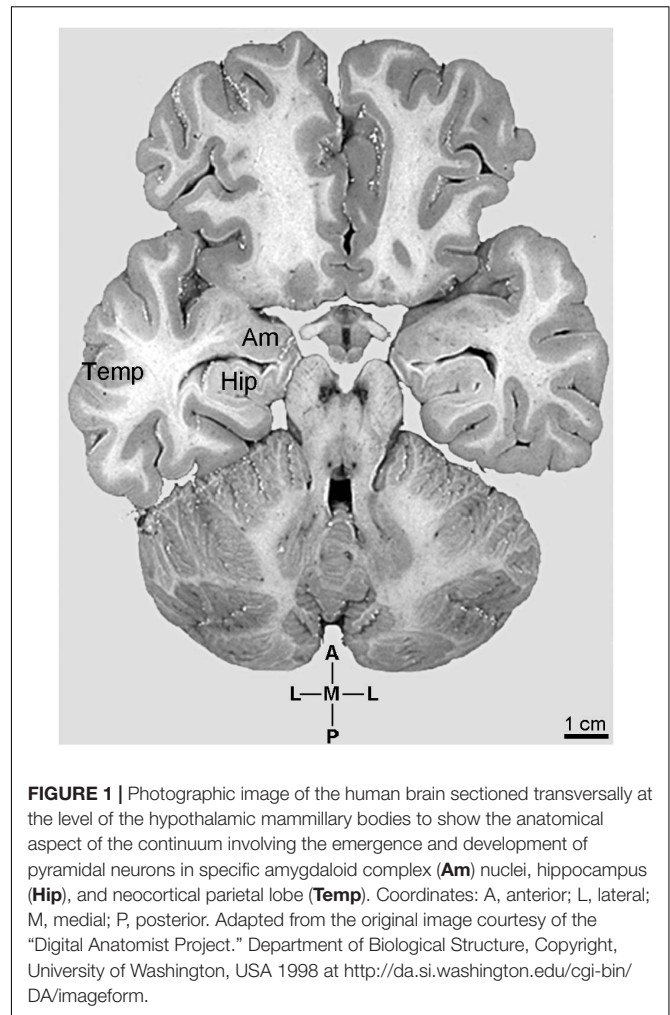 Am
Temp
Hip
A
L—M—L
P
1 cm
FIGURE 1 | Photographic image of the human brain sectioned transversally at
the level of the hypothalamic mammillary bodies to show the anatomical
aspect of the continuum involving the emergence and development of
pyramidal neurons in specific amygdaloid complex (Am) nuclei, hippocampus
(Hip), and neocortical parietal lobe (Temp). Coordinates: A, anterior; L, lateral;
M, medial; P, posterior. Adapted from the original image courtesy of the
“Digital Anatomist Project.” Department of Biological Structure, Copyright,
University of Washington, USA 1998 at http://da.si.washington.edu/cgi-bin/
DA/imageform.